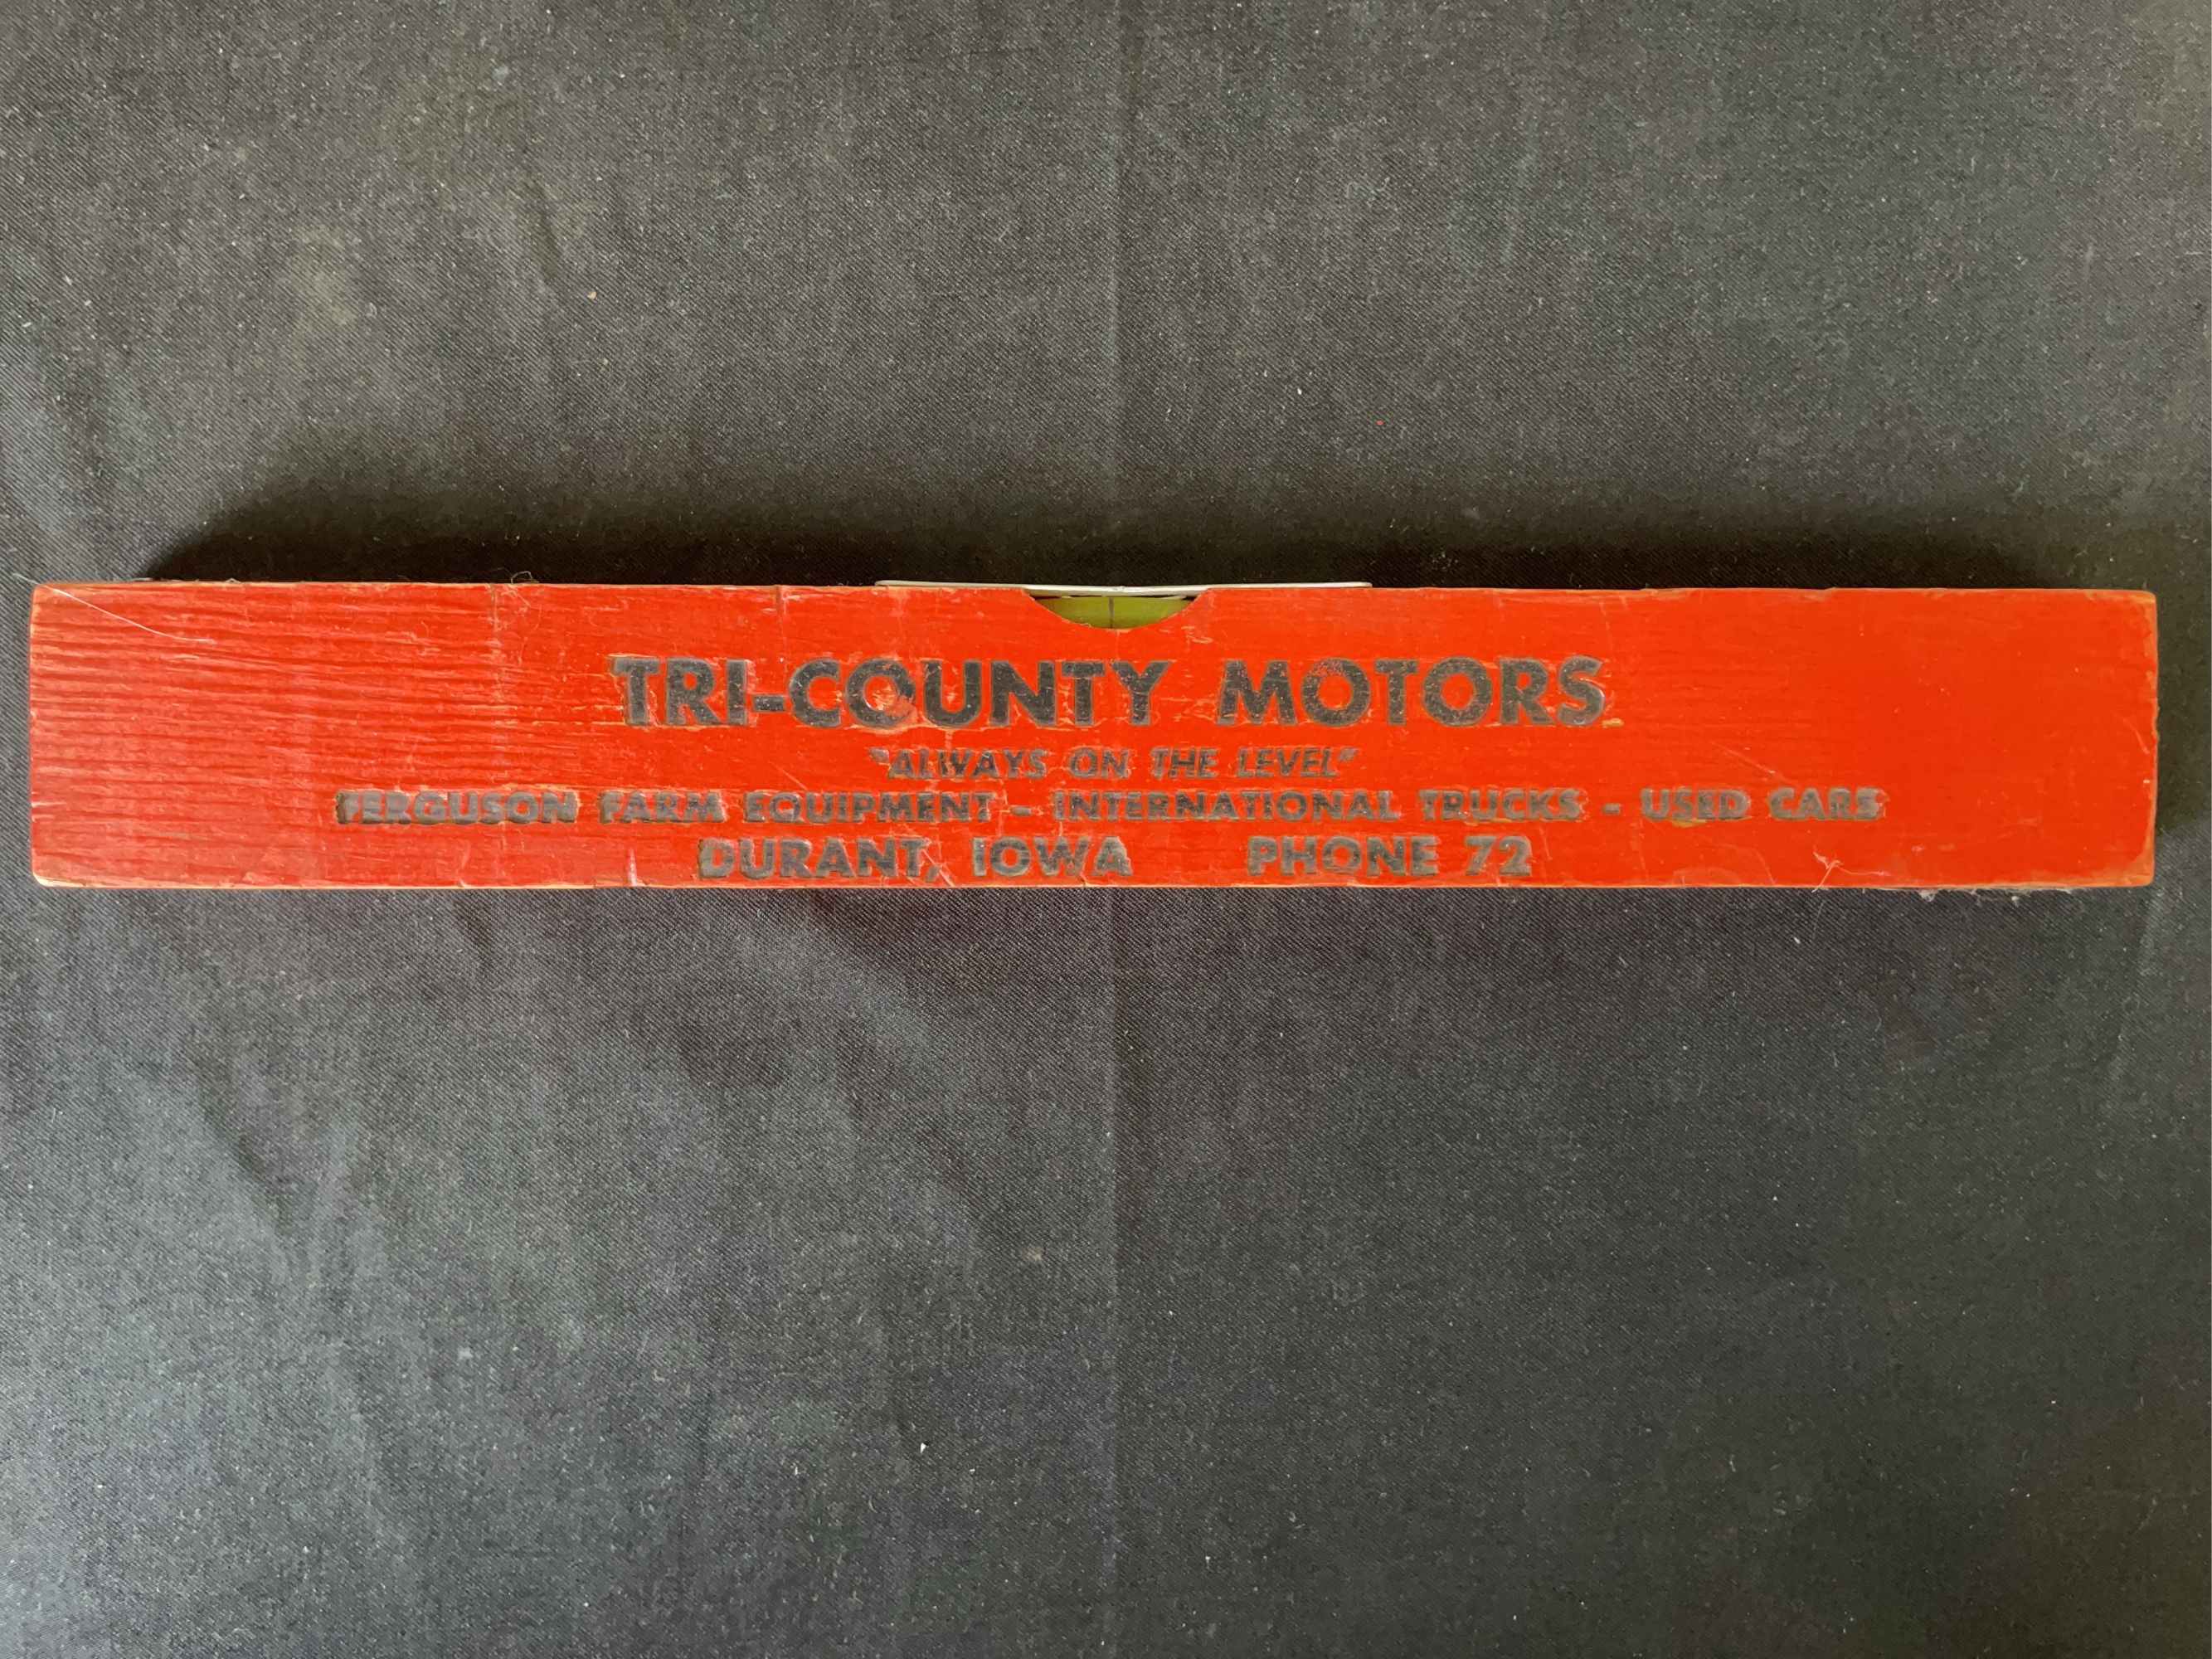 TRI-COUNTY MOTORS
"ALWAYS ON THE LEVEL"
FERGUSON FARM EQUIPMENT - INTERNATIONAL TRUCKS - USED CARS
DURANT, IOWA PHONE 72